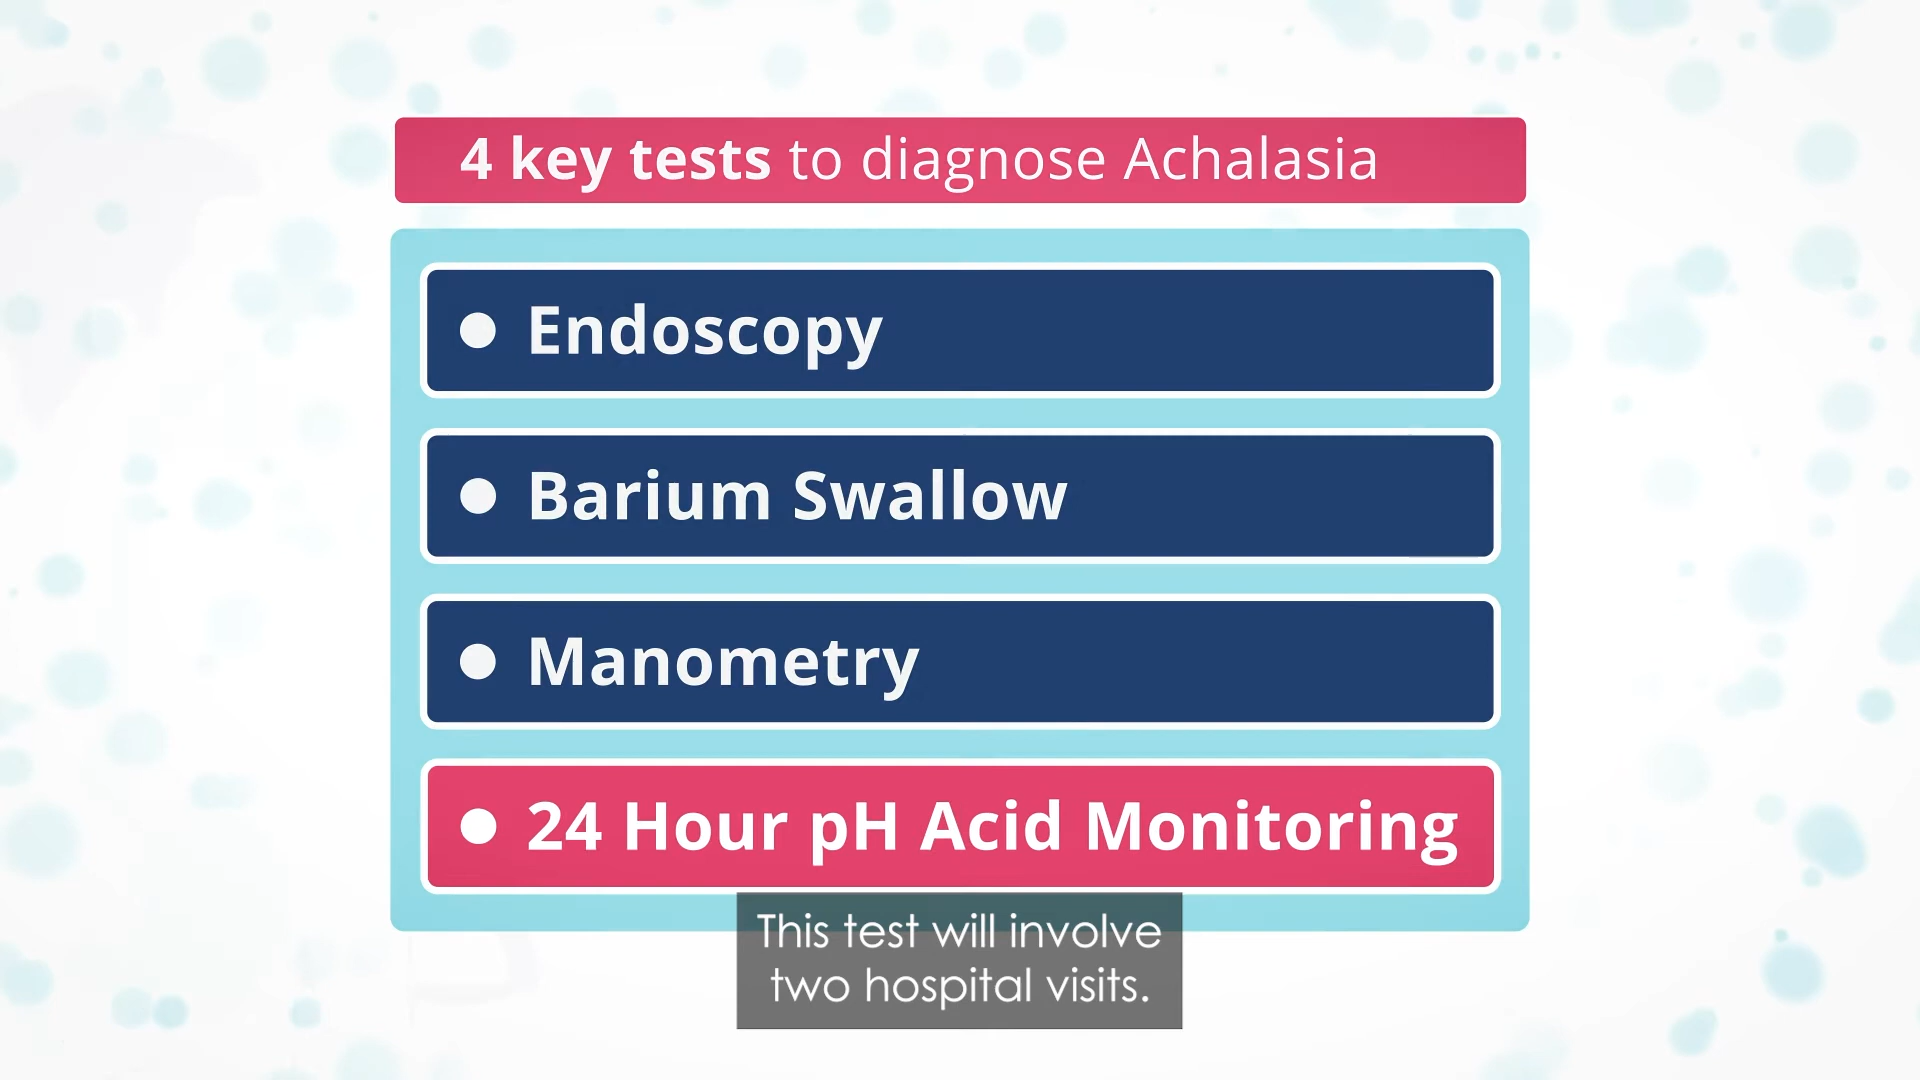 4 key tests to diagnose Achalasia
● Endoscopy
● Barium Swallow
● Manometry
● 24 Hour pH Acid Monitoring
This test will involve
two hospital visits.